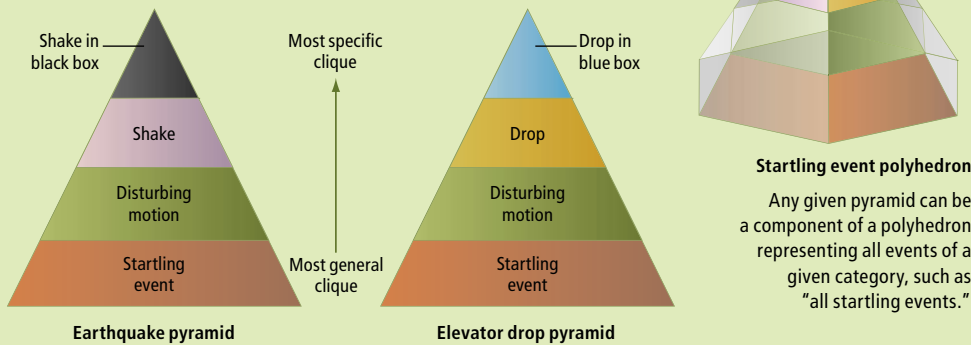 Shake in
black box
Shake
Disturbing
motion
Startling
event
Earthquake pyramid
Most specific
clique
Most general
clique
Drop in
blue box
Drop
Disturbing
motion
Startling
event
Elevator drop pyramid
Startling event polyhedron
Any given pyramid can be
a component of a polyhedron
representing all events of a
given category, such as
“all startling events.”